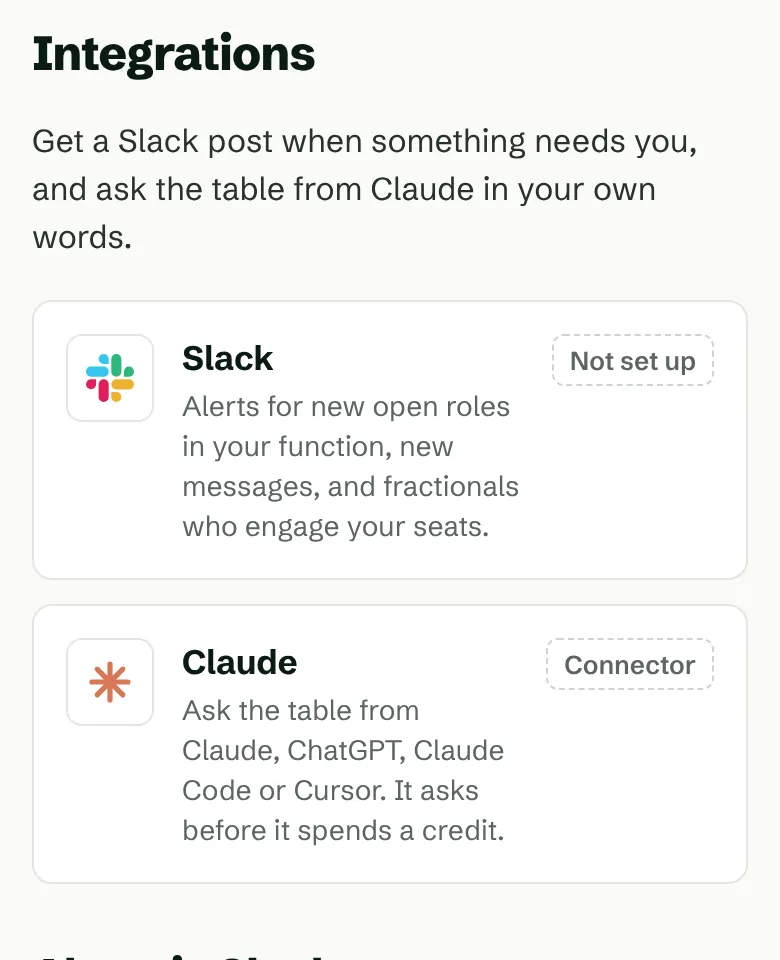 Integrations
Get a Slack post when something needs you,
and ask the table from Claude in your own
words.
Slack
Not set up
Alerts for new open roles
in your function, new
messages, and fractionals
who engage your seats.
Claude
Connector
Ask the table from
Claude, ChatGPT, Claude
Code or Cursor. It asks
before it spends a credit.